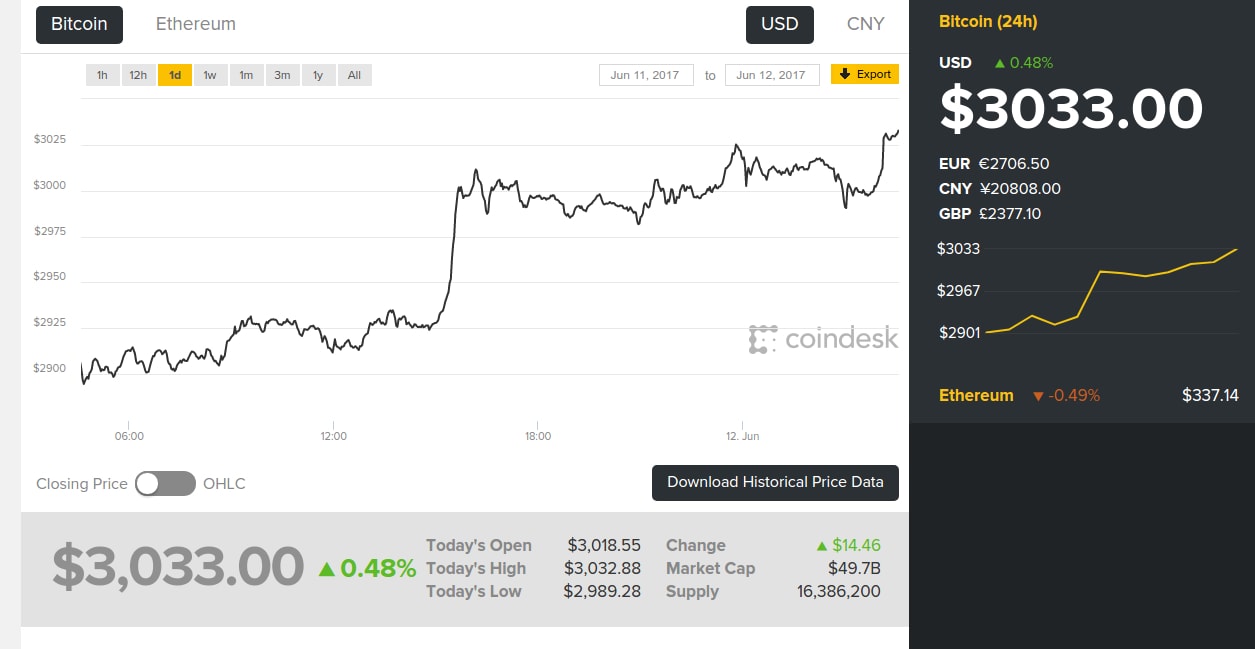 Bitcoin Ethereum USD CNY
1h 12h 1d 1w 1m 3m 1y All Jun 11, 2017 to Jun 12, 2017 Export
$3025
$3000
$2975
$2950
$2925
$2900
coindesk
06:00 12:00 18:00 12. Jun
Closing Price OHLC Download Historical Price Data
$3,033.00 ▲ 0.48%
Today's Open $3,018.55 Change ▲ $14.46
Today's High $3,032.88 Market Cap $49.7B
Today's Low $2,989.28 Supply 16,386,200
Bitcoin (24h)
USD ▲ 0.48%
$3033.00
EUR €2706.50
CNY ¥20808.00
GBP £2377.10
$3033
$2967
$2901
Ethereum ▼ -0.49% $337.14